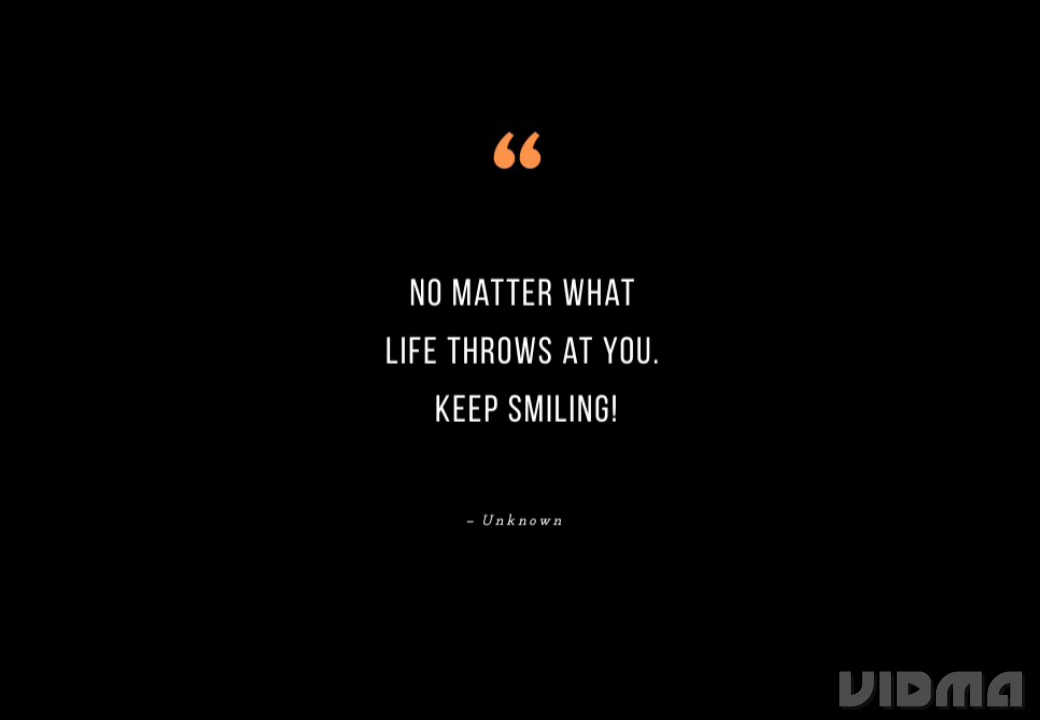 “
NO MATTER WHAT
LIFE THROWS AT YOU.
KEEP SMILING!
– Unknown
VIDMA